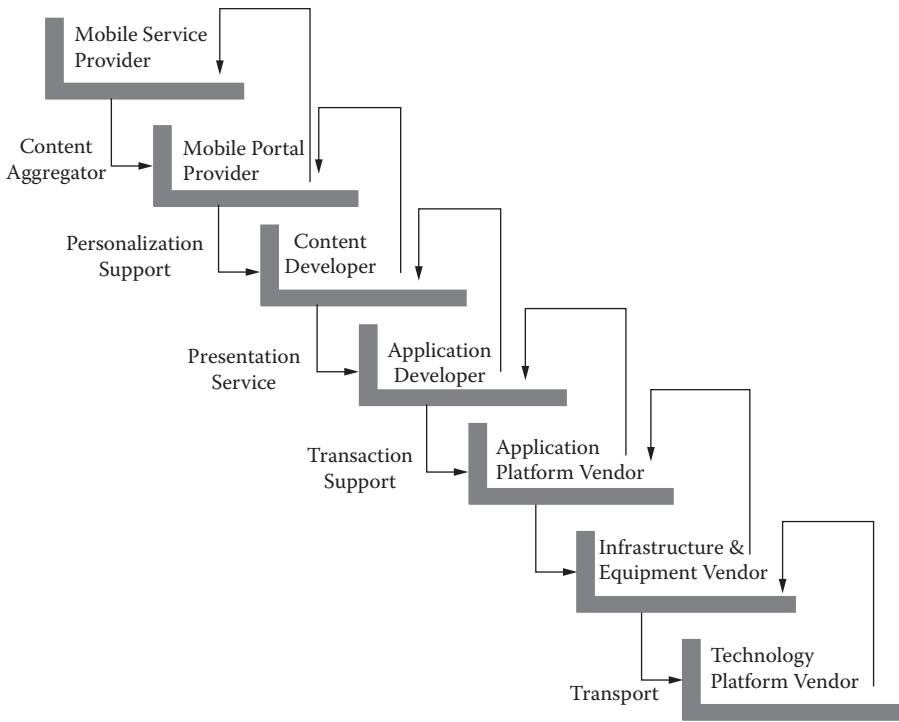 Mobile Service
Provider
Content
Aggregator
Mobile Portal
Provider
Personalization
Support
Content
Developer
Presentation
Service
Application
Developer
Transaction
Support
Application
Platform Vendor
Infrastructure &
Equipment Vendor
Transport
Technology
Platform Vendor